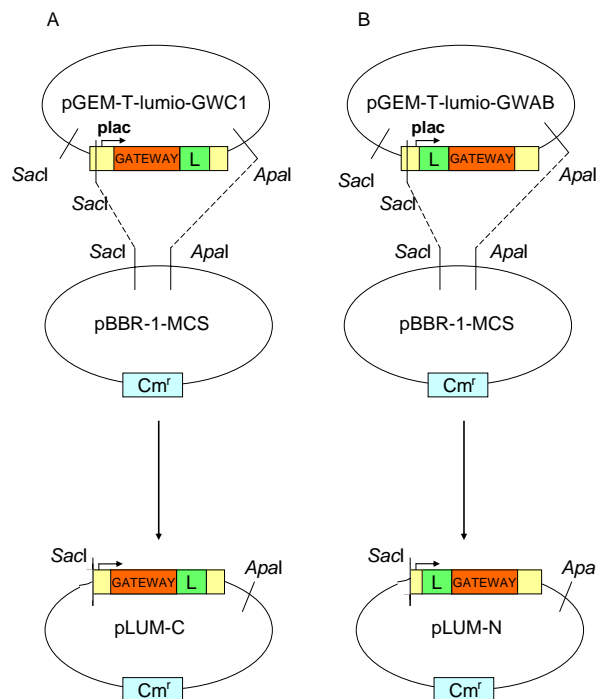 A
B
pGEM-T-lumio-GWC1
plac
GATEWAY L
SacI
SacI
ApaI
SacI
ApaI
pBBR-1-MCS
Cmʳ
SacI
GATEWAY L
ApaI
pLUM-C
Cmʳ
pGEM-T-lumio-GWAB
plac
L GATEWAY
SacI
SacI
ApaI
SacI
ApaI
pBBR-1-MCS
Cmʳ
SacI
L GATEWAY
Apa
pLUM-N
Cmʳ